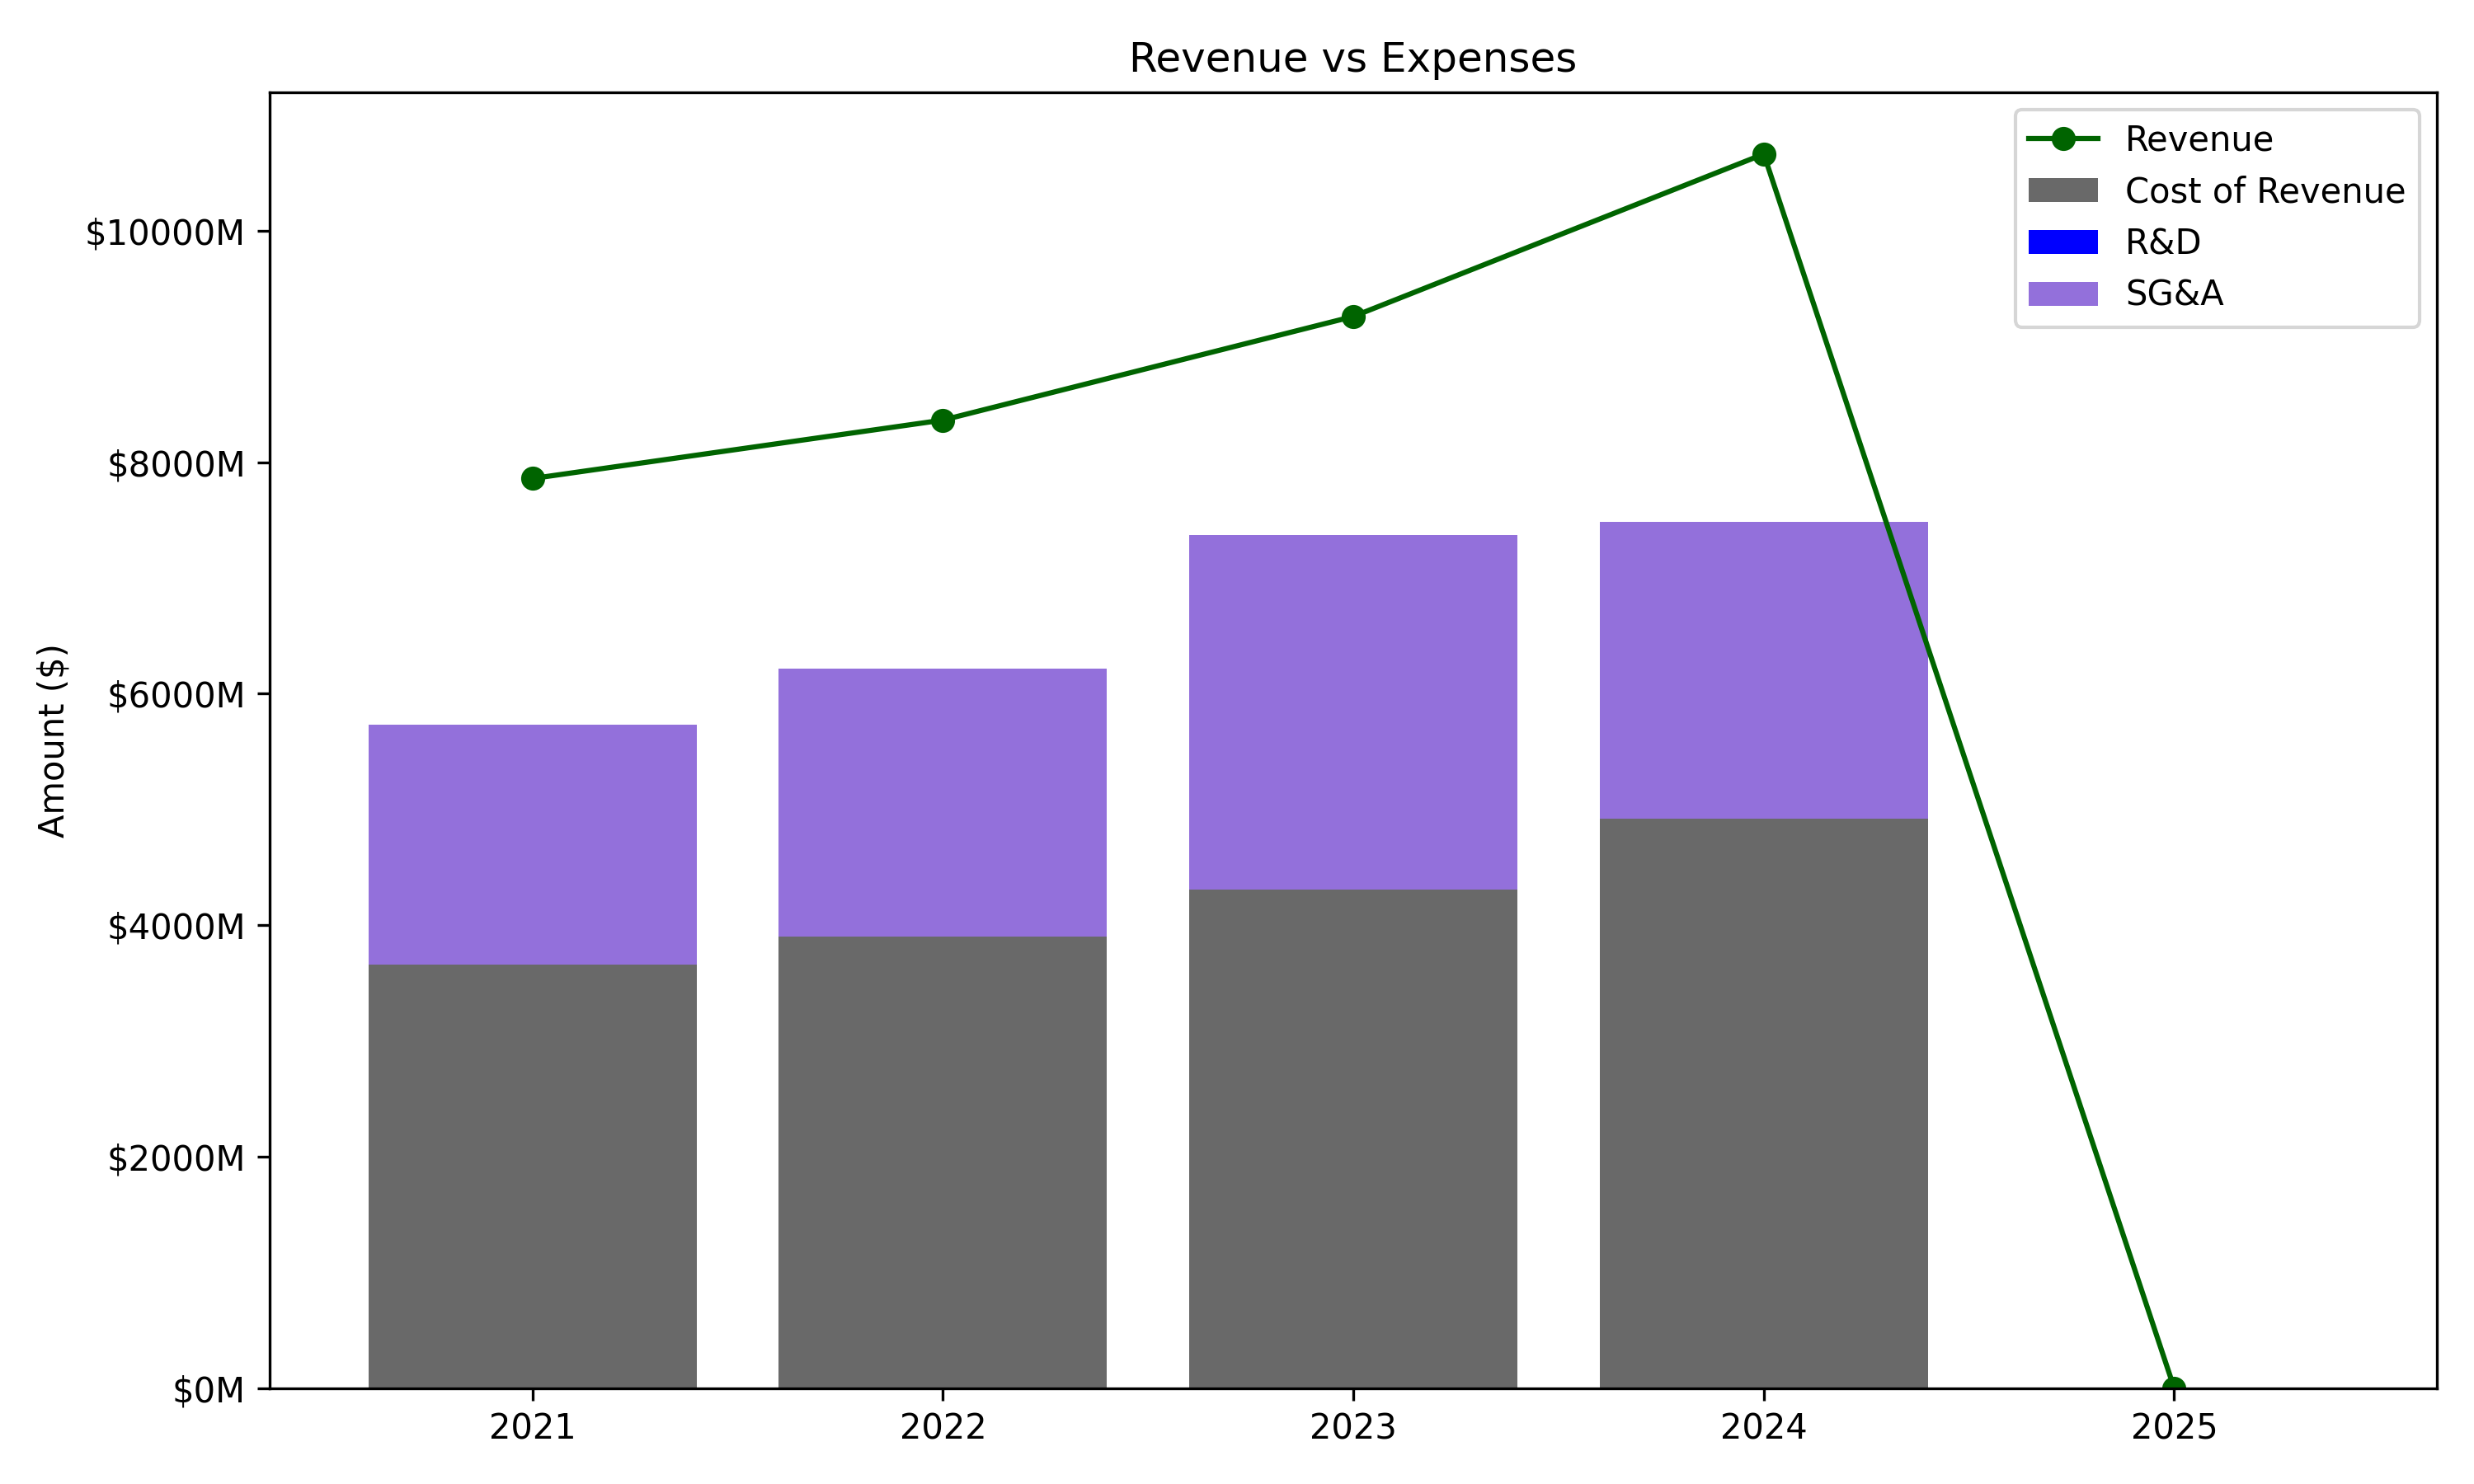 Revenue vs Expenses
Revenue
Cost of Revenue
R&D
SG&A
Amount ($)
$10000M
$8000M
$6000M
$4000M
$2000M
$0M
2021
2022
2023
2024
2025